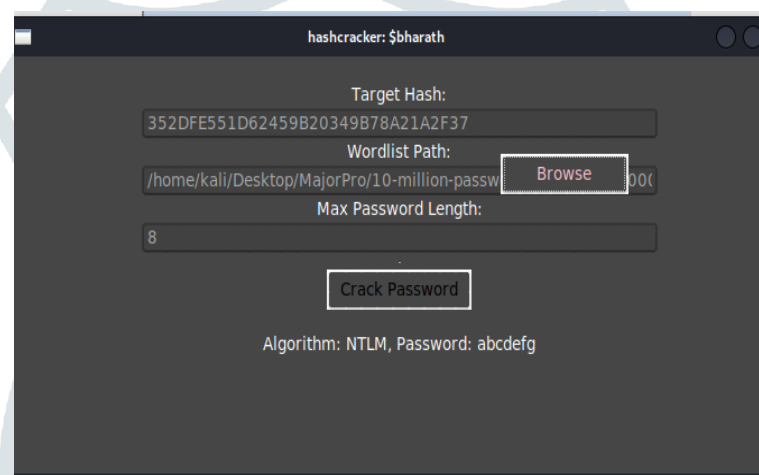 hashcracker: $bharath
Target Hash:
352DFE551D62459B20349B78A21A2F37
Wordlist Path:
/home/kali/Desktop/MajorPro/10-million-passw
Browse
Max Password Length:
8
Crack Password
Algorithm: NTLM, Password: abcdefg